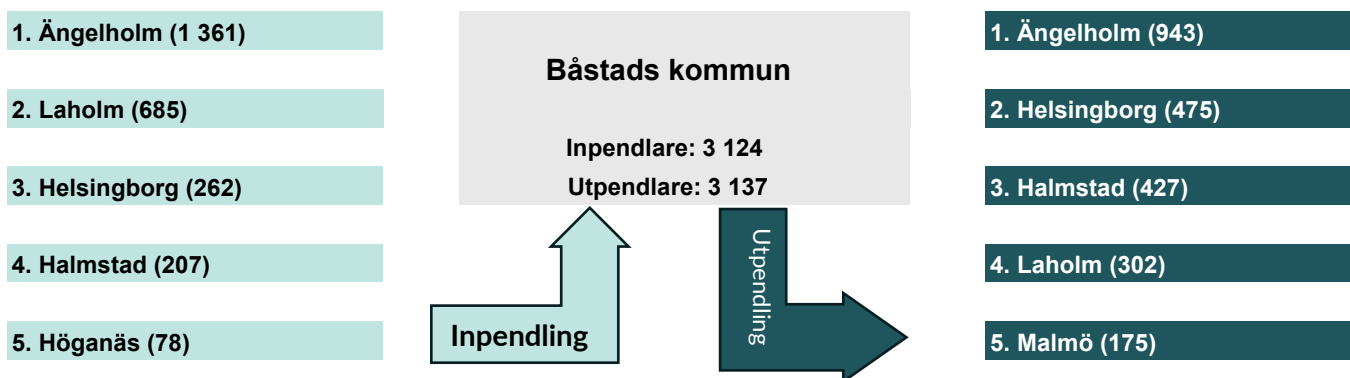 1. Ängelholm (1 361)
2. Laholm (685)
3. Helsingborg (262)
4. Halmstad (207)
5. Höganäs (78)
Båstads kommun
Inpendlare: 3 124
Utpendlare: 3 137
Inpendling
Utpendling
1. Ängelholm (943)
2. Helsingborg (475)
3. Halmstad (427)
4. Laholm (302)
5. Malmö (175)